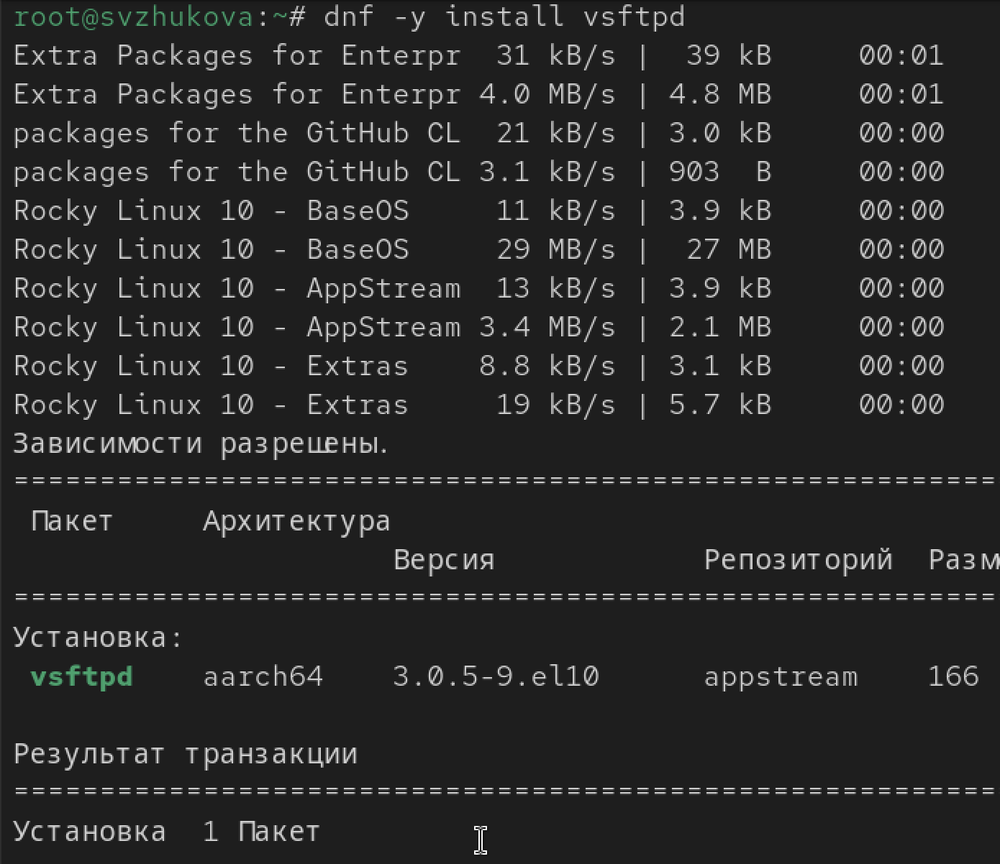 root@svzhukova:~# dnf -y install vsftpd
Extra Packages for Enterpr  31 kB/s |  39 kB     00:01
Extra Packages for Enterpr 4.0 MB/s | 4.8 MB     00:01
packages for the GitHub CL  21 kB/s | 3.0 kB     00:00
packages for the GitHub CL 3.1 kB/s | 903  B     00:00
Rocky Linux 10 - BaseOS     11 kB/s | 3.9 kB     00:00
Rocky Linux 10 - BaseOS     29 MB/s |  27 MB     00:00
Rocky Linux 10 - AppStream  13 kB/s | 3.9 kB     00:00
Rocky Linux 10 - AppStream 3.4 MB/s | 2.1 MB     00:00
Rocky Linux 10 - Extras    8.8 kB/s | 3.1 kB     00:00
Rocky Linux 10 - Extras     19 kB/s | 5.7 kB     00:00
Зависимости разрешены.
=========================================================
 Пакет     Архитектура
                      Версия            Репозиторий  Разм
=========================================================
Установка:
 vsftpd    aarch64    3.0.5-9.el10      appstream    166

Результат транзакции
=========================================================
Установка  1 Пакет